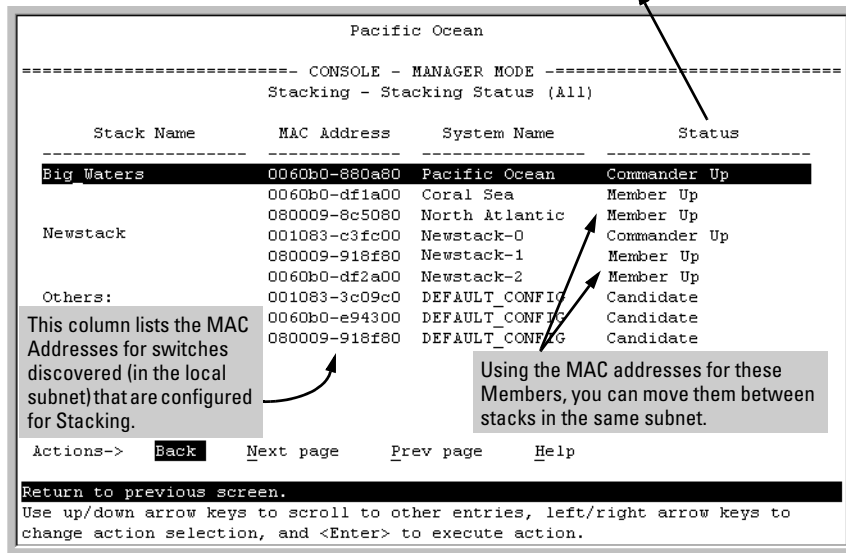 Pacific Ocean
==========================- CONSOLE - MANAGER MODE -============================
Stacking - Stacking Status (All)
Stack Name MAC Address System Name Status
-------------------- ------------- ---------------- --------------------
Big_Waters 0060b0-880a80 Pacific Ocean Commander Up
0060b0-df1a00 Coral Sea Member Up
080009-8c5080 North Atlantic Member Up
Newstack 001083-c3fc00 Newstack-0 Commander Up
080009-918f80 Newstack-1 Member Up
0060b0-df2a00 Newstack-2 Member Up
Others: 001083-3c09c0 DEFAULT_CONFIG Candidate
0060b0-e94300 DEFAULT_CONFIG Candidate
080009-918f80 DEFAULT_CONFIG Candidate
This column lists the MAC
Addresses for switches
discovered (in the local
subnet) that are configured
for Stacking.
Using the MAC addresses for these
Members, you can move them between
stacks in the same subnet.
Actions-> Back Next page Prev page Help
Return to previous screen.
Use up/down arrow keys to scroll to other entries, left/right arrow keys to
change action selection, and <Enter> to execute action.